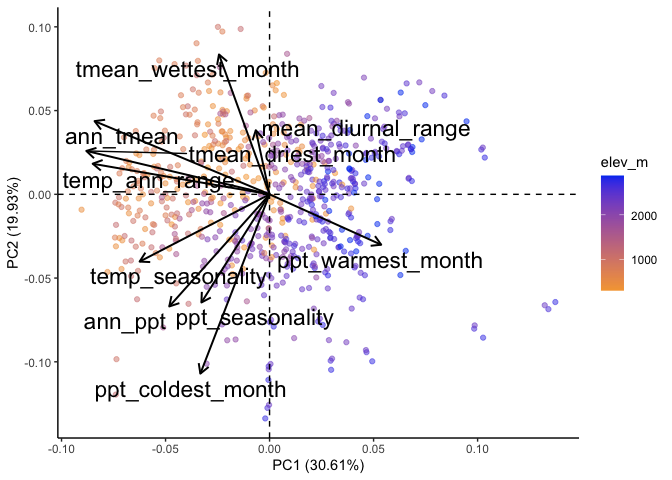 0.10
tmean_wettest_month
0.05
ann_tmean
mean_diurnal_range
tmean_driest_month
temp_ann_range
0.00
ppt_warmest_month
temp_seasonality
-0.05
ann_ppt
ppt_seasonality
-0.10
ppt_coldest_month
-0.10 -0.05 0.00 0.05 0.10
PC1 (30.61%)
PC2 (19.93%)
elev_m
2000
1000